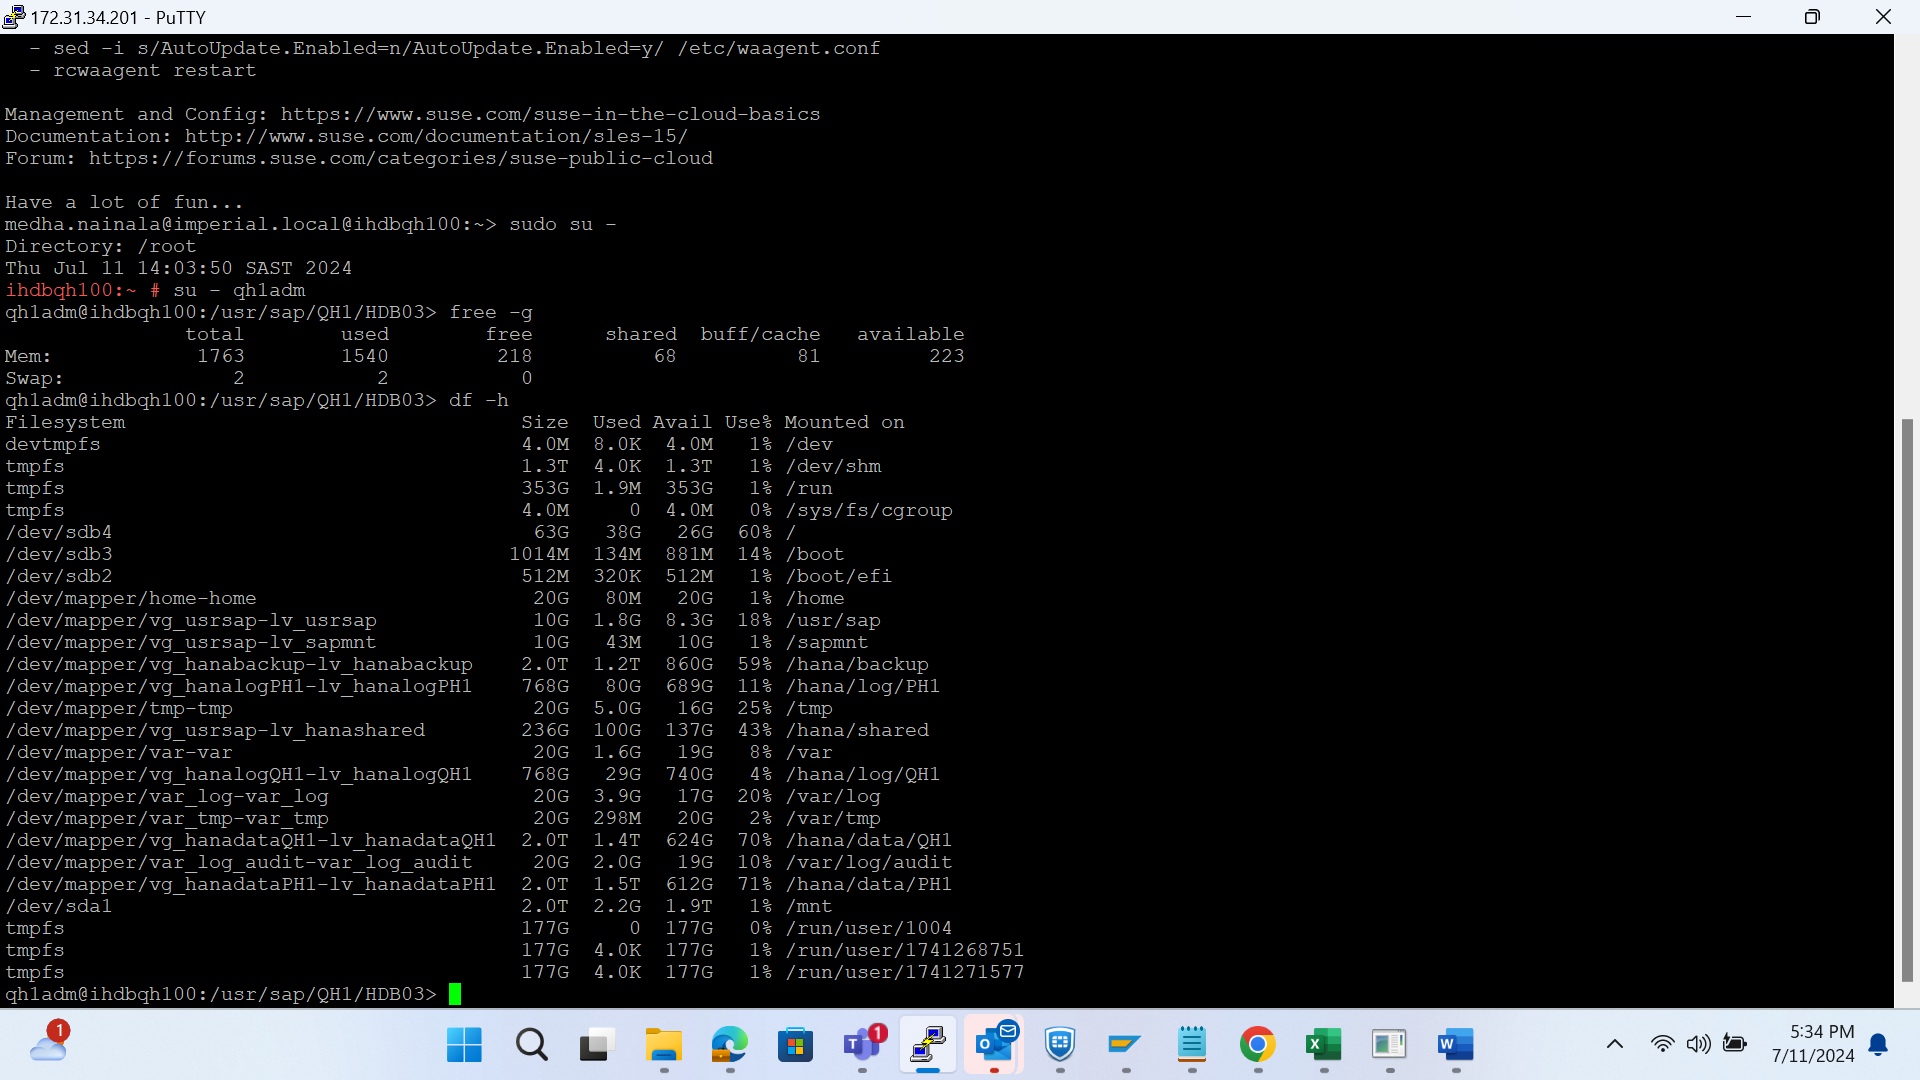 172.31.34.201 - PuTTY
- sed -i s/AutoUpdate.Enabled=n/AutoUpdate.Enabled=y/ /etc/waagent.conf
- rcwaagent restart
Management and Config: https://www.suse.com/suse-in-the-cloud-basics
Documentation: http://www.suse.com/documentation/sles-15/
Forum: https://forums.suse.com/categories/suse-public-cloud
Have a lot of fun...
medha.nainala@imperial.local@ihdbqh100:~> sudo su -
Directory: /root
Thu Jul 11 14:03:50 SAST 2024
ihdbqh100:~ # su - qh1adm
qh1adm@ihdbqh100:/usr/sap/QH1/HDB03> free -g
total used free shared buff/cache available
Mem: 1763 1540 218 68 81 223
Swap: 2 2 0
qh1adm@ihdbqh100:/usr/sap/QH1/HDB03> df -h
Filesystem Size Used Avail Use% Mounted on
devtmpfs 4.0M 8.0K 4.0M 1% /dev
tmpfs 1.3T 4.0K 1.3T 1% /dev/shm
tmpfs 353G 1.9M 353G 1% /run
tmpfs 4.0M 0 4.0M 0% /sys/fs/cgroup
/dev/sdb4 63G 38G 26G 60% /
/dev/sdb3 1014M 134M 881M 14% /boot
/dev/sdb2 512M 320K 512M 1% /boot/efi
/dev/mapper/home-home 20G 80M 20G 1% /home
/dev/mapper/vg_usrsap-lv_usrsap 10G 1.8G 8.3G 18% /usr/sap
/dev/mapper/vg_usrsap-lv_sapmnt 10G 43M 10G 1% /sapmnt
/dev/mapper/vg_hanabackup-lv_hanabackup 2.0T 1.2T 860G 59% /hana/backup
/dev/mapper/vg_hanalogPH1-lv_hanalogPH1 768G 80G 689G 11% /hana/log/PH1
/dev/mapper/tmp-tmp 20G 5.0G 16G 25% /tmp
/dev/mapper/vg_usrsap-lv_hanashared 236G 100G 137G 43% /hana/shared
/dev/mapper/var-var 20G 1.6G 19G 8% /var
/dev/mapper/vg_hanalogQH1-lv_hanalogQH1 768G 29G 740G 4% /hana/log/QH1
/dev/mapper/var_log-var_log 20G 3.9G 17G 20% /var/log
/dev/mapper/var_tmp-var_tmp 20G 298M 20G 2% /var/tmp
/dev/mapper/vg_hanadataQH1-lv_hanadataQH1 2.0T 1.4T 624G 70% /hana/data/QH1
/dev/mapper/var_log_audit-var_log_audit 20G 2.0G 19G 10% /var/log/audit
/dev/mapper/vg_hanadataPH1-lv_hanadataPH1 2.0T 1.5T 612G 71% /hana/data/PH1
/dev/sda1 2.0T 2.2G 1.9T 1% /mnt
tmpfs 177G 0 177G 0% /run/user/1004
tmpfs 177G 4.0K 177G 1% /run/user/1741268751
tmpfs 177G 4.0K 177G 1% /run/user/1741271577
qh1adm@ihdbqh100:/usr/sap/QH1/HDB03>
1
1
5:34 PM
7/11/2024